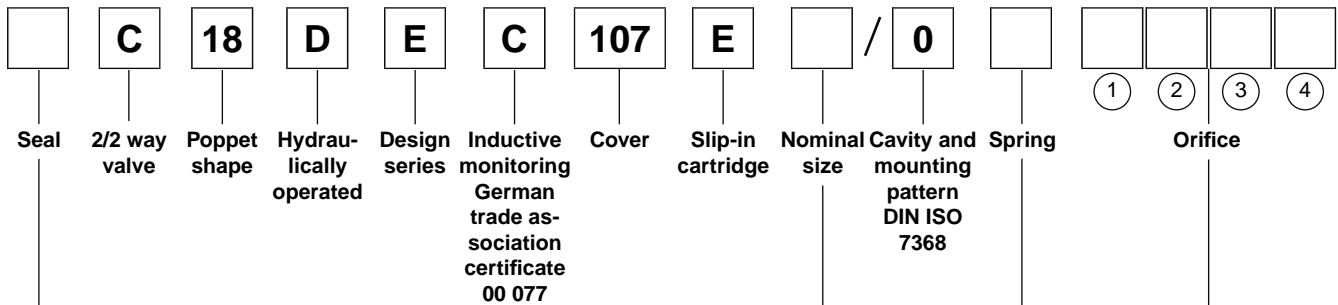 C 18 D E C 107 E / 0
1 2 3 4
Seal
2/2 way
valve
Poppet
shape
Hydrau-
lically
operated
Design
series
Inductive
monitoring
German
trade as-
sociation
certificate
00 077
Cover
Slip-in
cartridge
Nominal
size
Cavity and
mounting
pattern
DIN ISO
7368
Spring
Orifice